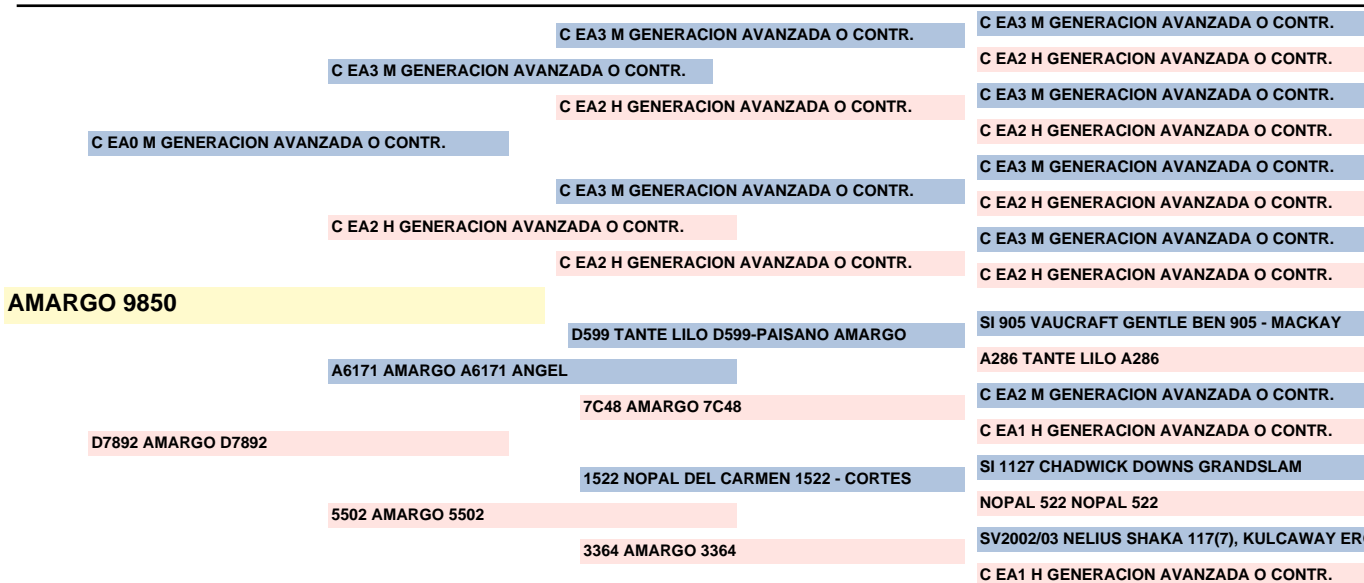 C EA3 M GENERACION AVANZADA O CONTR.
C EA3 M GENERACION AVANZADA O CONTR.
C EA2 H GENERACION AVANZADA O CONTR.
C EA3 M GENERACION AVANZADA O CONTR.
C EA3 M GENERACION AVANZADA O CONTR.
C EA2 H GENERACION AVANZADA O CONTR.
C EA2 H GENERACION AVANZADA O CONTR.
C EA0 M GENERACION AVANZADA O CONTR.
C EA3 M GENERACION AVANZADA O CONTR.
C EA3 M GENERACION AVANZADA O CONTR.
C EA2 H GENERACION AVANZADA O CONTR.
C EA2 H GENERACION AVANZADA O CONTR.
C EA3 M GENERACION AVANZADA O CONTR.
C EA2 H GENERACION AVANZADA O CONTR.
C EA2 H GENERACION AVANZADA O CONTR.
AMARGO 9850
SI 905 VAUCRAFT GENTLE BEN 905 - MACKAY
D599 TANTE LILO D599-PAISANO AMARGO
A286 TANTE LILO A286
A6171 AMARGO A6171 ANGEL
C EA2 M GENERACION AVANZADA O CONTR.
7C48 AMARGO 7C48
C EA1 H GENERACION AVANZADA O CONTR.
D7892 AMARGO D7892
SI 1127 CHADWICK DOWNS GRANDSLAM
1522 NOPAL DEL CARMEN 1522 - CORTES
NOPAL 522 NOPAL 522
5502 AMARGO 5502
SV2002/03 NELIUS SHAKA 117(7), KULCAWAY
3364 AMARGO 3364
C EA1 H GENERACION AVANZADA O CONTR.